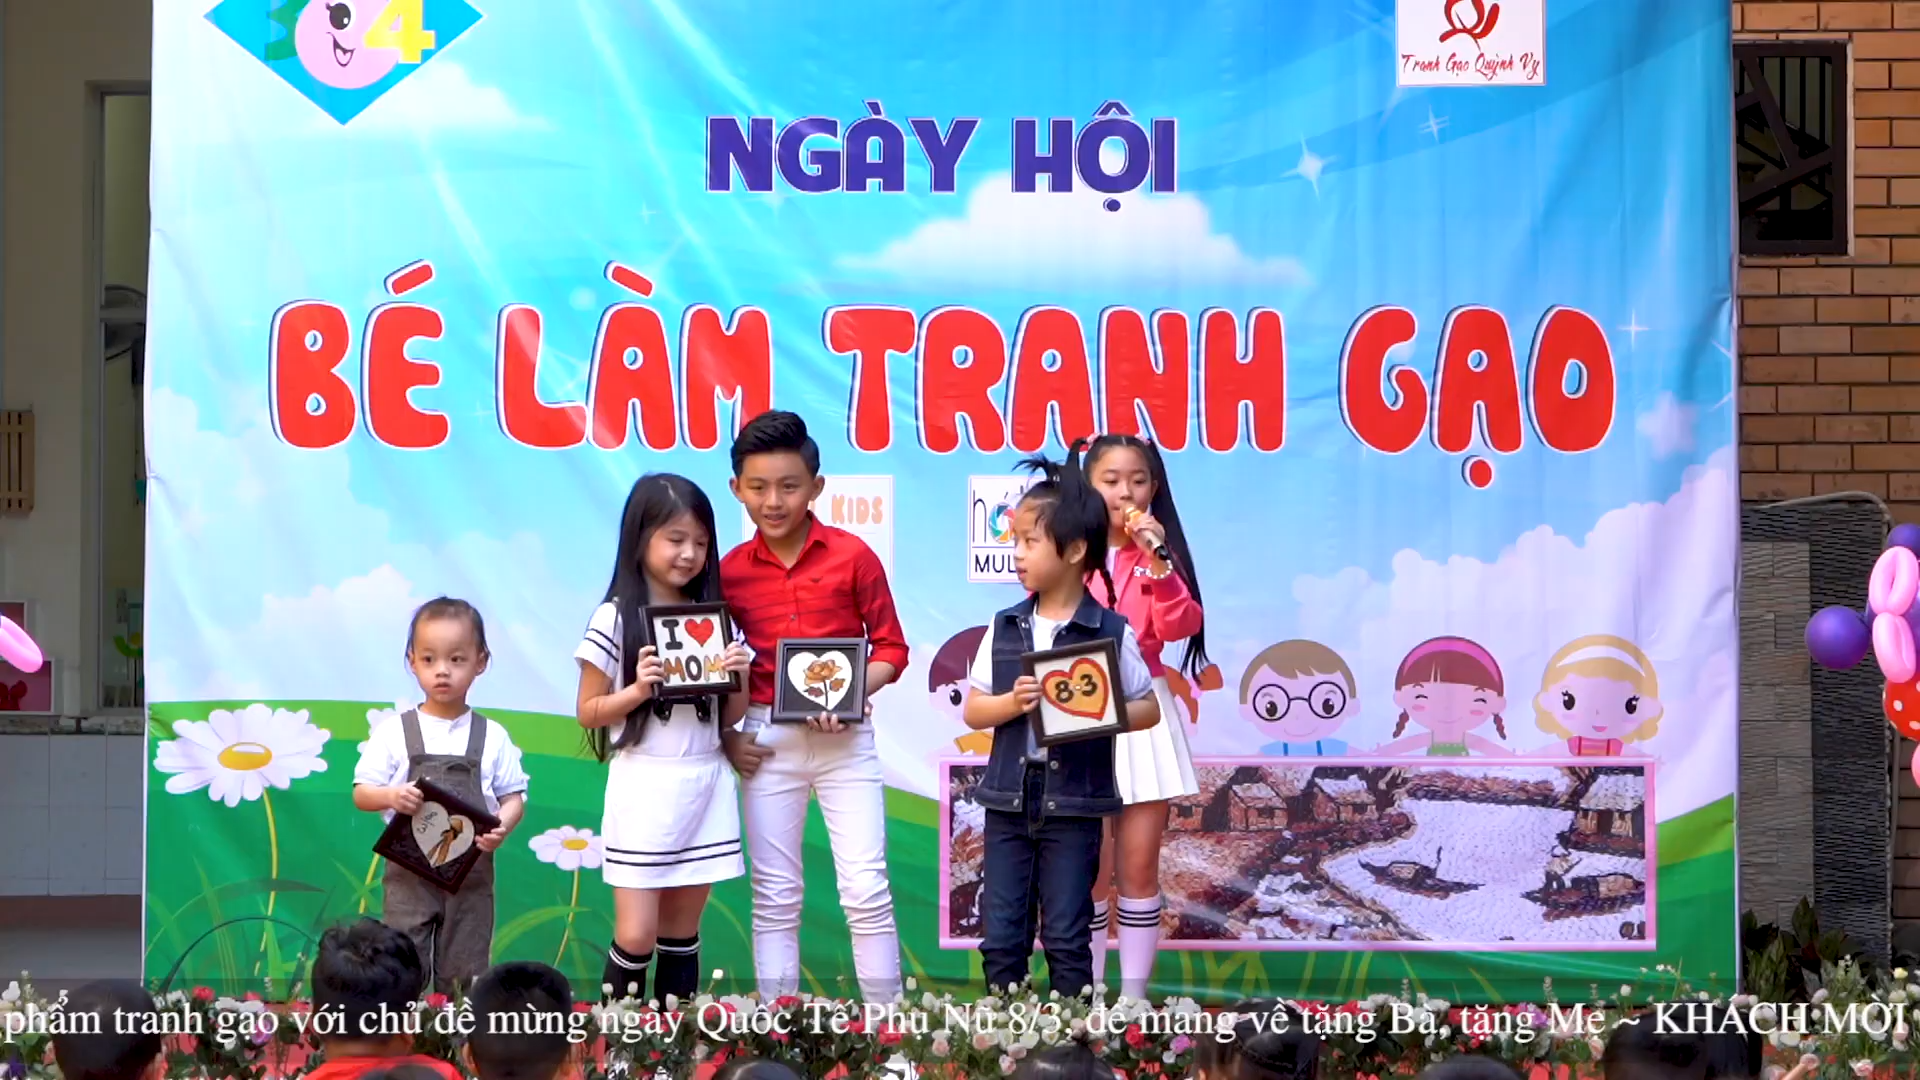 304
Tranh Gạo Quỳnh Vy
NGÀY HỘI
BÉ LÀM TRANH GẠO
KIDS
MUL
I
MOM
8-3
phẩm tranh gạo với chủ đề mừng ngày Quốc Tế Phụ Nữ 8/3, để mang về tặng Bà, tặng Mẹ ~ KHÁCH MỜI